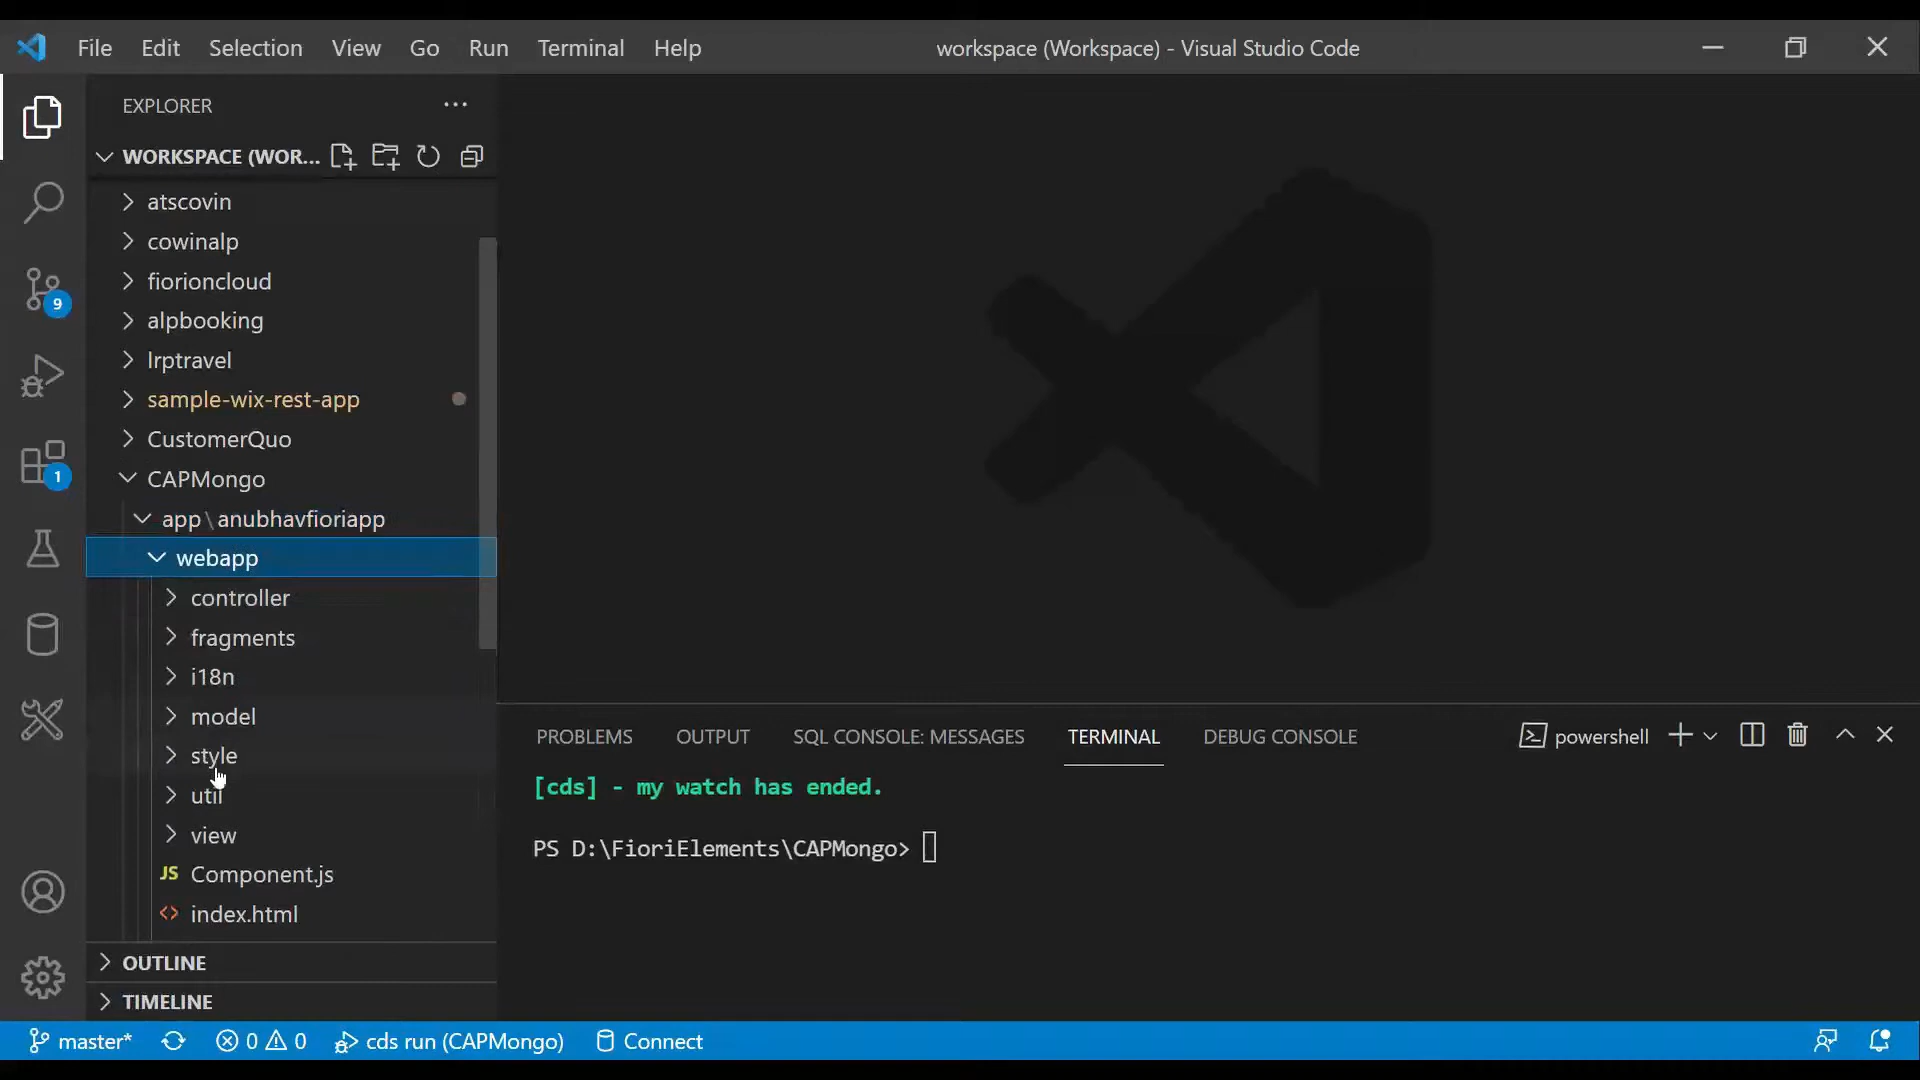 File Edit Selection View Go Run Terminal Help workspace (Workspace) - Visual Studio Code
EXPLORER
WORKSPACE (WOR...
atscovin
cowinalp
fiorioncloud
9
alpbooking
lrptravel
sample-wix-rest-app
CustomerQuo
1
CAPMongo
app\anubhavfioriapp
webapp
controller
fragments
i18n
model
style
util
view
JS Component.js
<> index.html
OUTLINE
TIMELINE
PROBLEMS OUTPUT SQL CONSOLE: MESSAGES TERMINAL DEBUG CONSOLE powershell
[cds] - my watch has ended.
PS D:\FioriElements\CAPMongo>
master* 0 0 cds run (CAPMongo) Connect